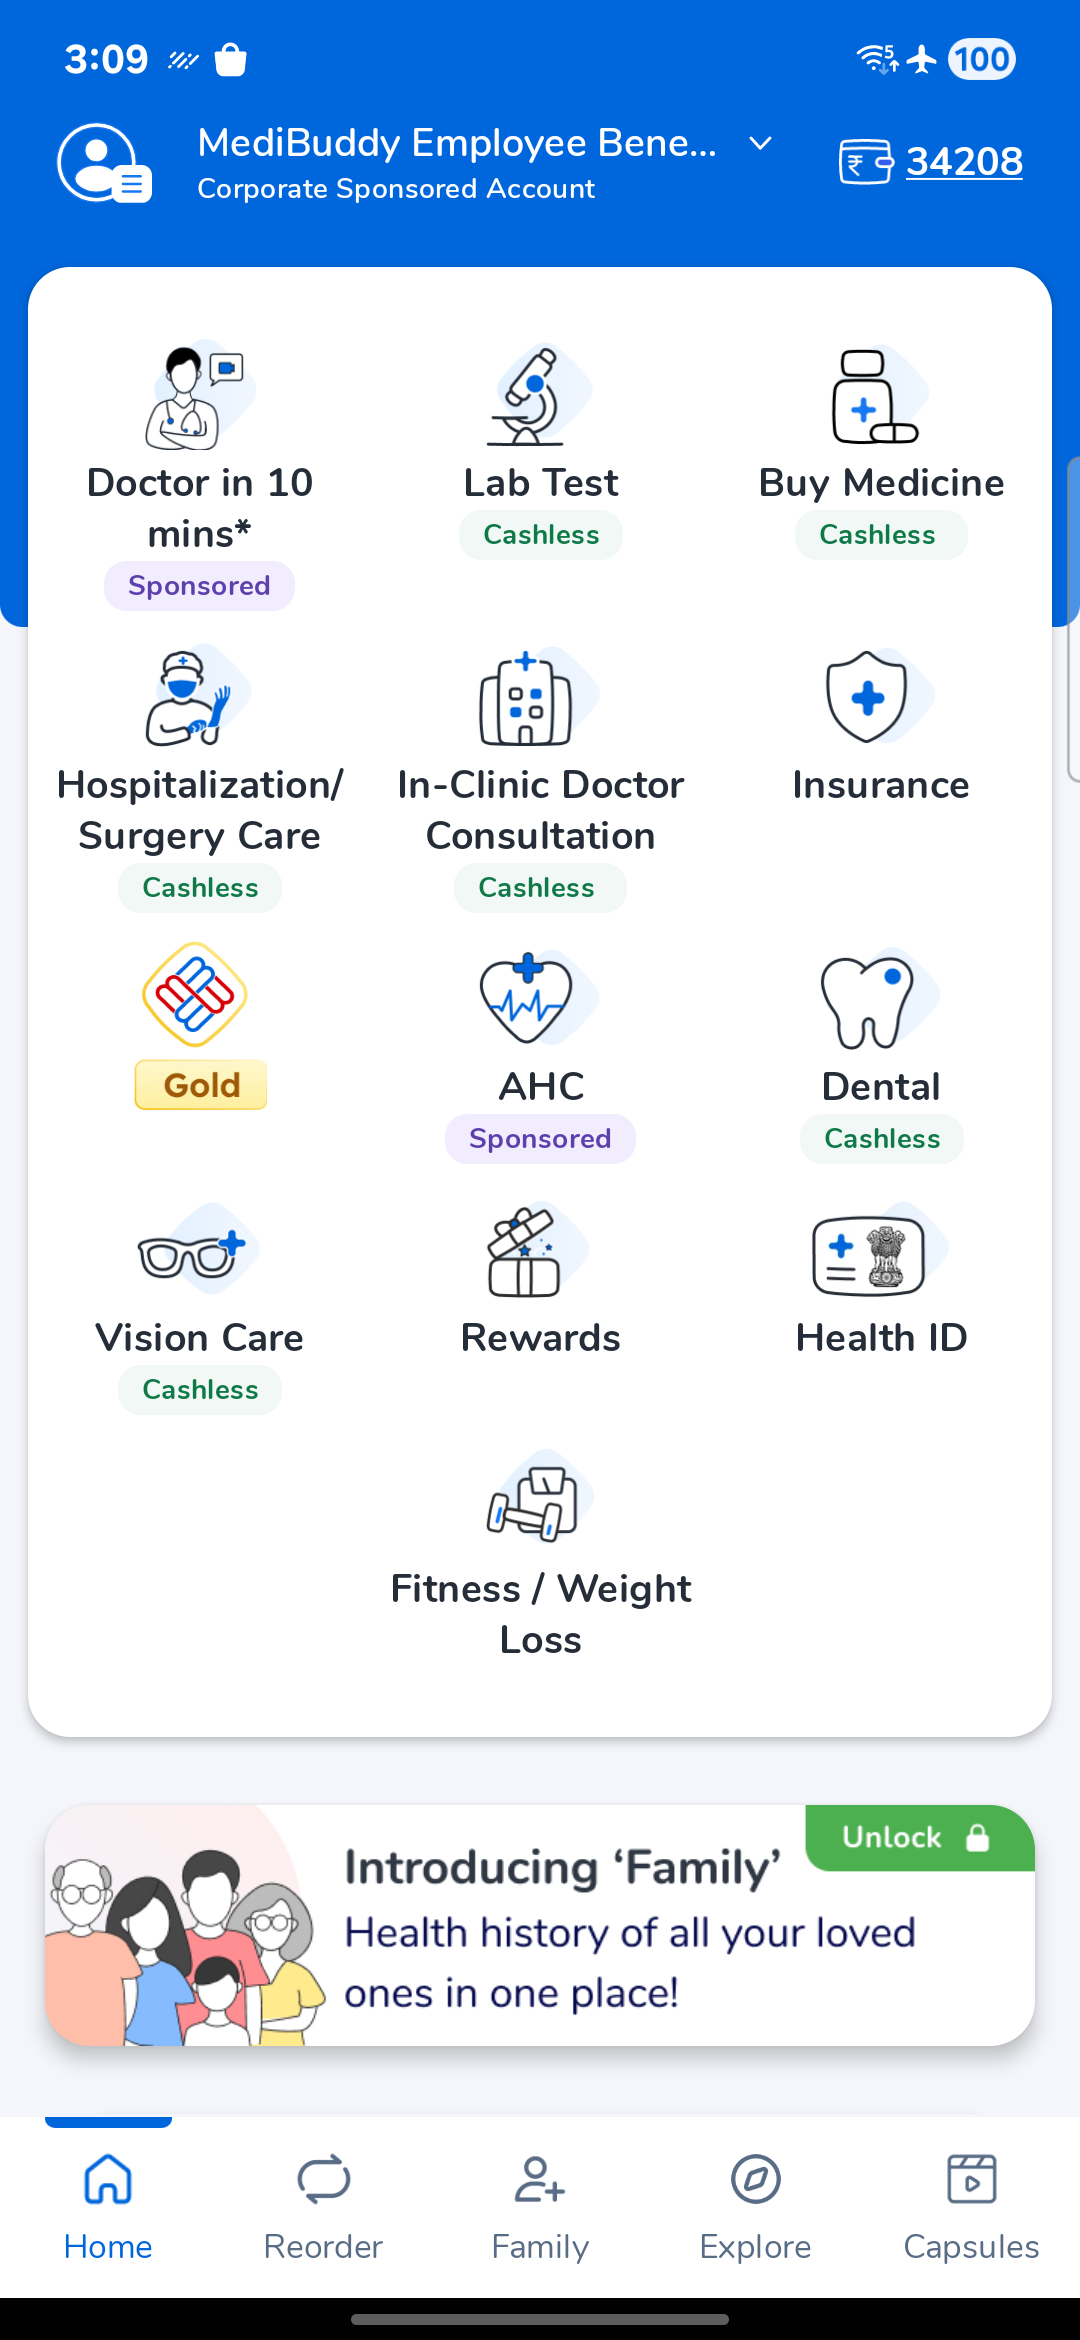 3:09
5
100
MediBuddy Employee Bene...
Corporate Sponsored Account
₹
34208
Doctor in 10
mins*
Sponsored
Lab Test
Cashless
Buy Medicine
Cashless
Hospitalization/
Surgery Care
Cashless
In-Clinic Doctor
Consultation
Cashless
Insurance
Gold
AHC
Sponsored
Dental
Cashless
Vision Care
Cashless
Rewards
Health ID
Fitness / Weight
Loss
Unlock
Introducing ‘Family’
Health history of all your loved
ones in one place!
Home
Reorder
Family
Explore
Capsules